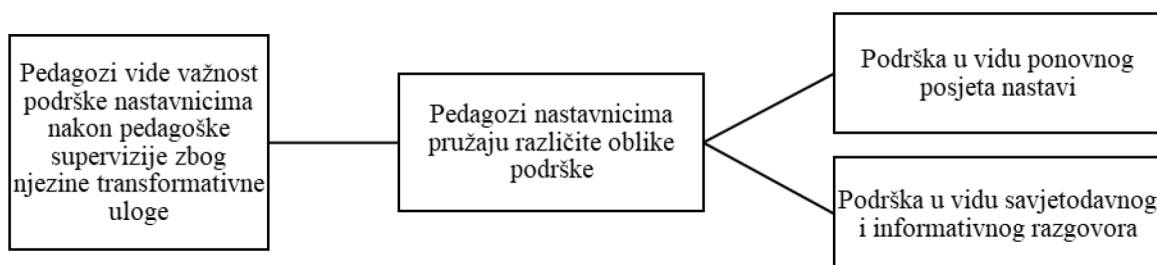 Pedagozi vide važnost
podrške nastavnicima
nakon pedagoške
supervizije zbog
njezine transformativne
uloge
Pedagozi nastavnicima
pružaju različite oblike
podrške
Podrška u vidu ponovnog
posjeta nastavi
Podrška u vidu savjetodavnog
i informativnog razgovora